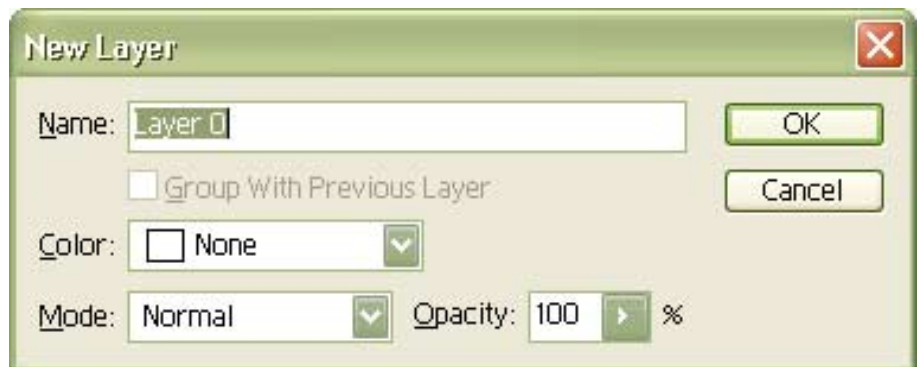 New Layer
Name: Layer 0 OK
Group With Previous Layer Cancel
Color: None
Mode: Normal Opacity: 100 %